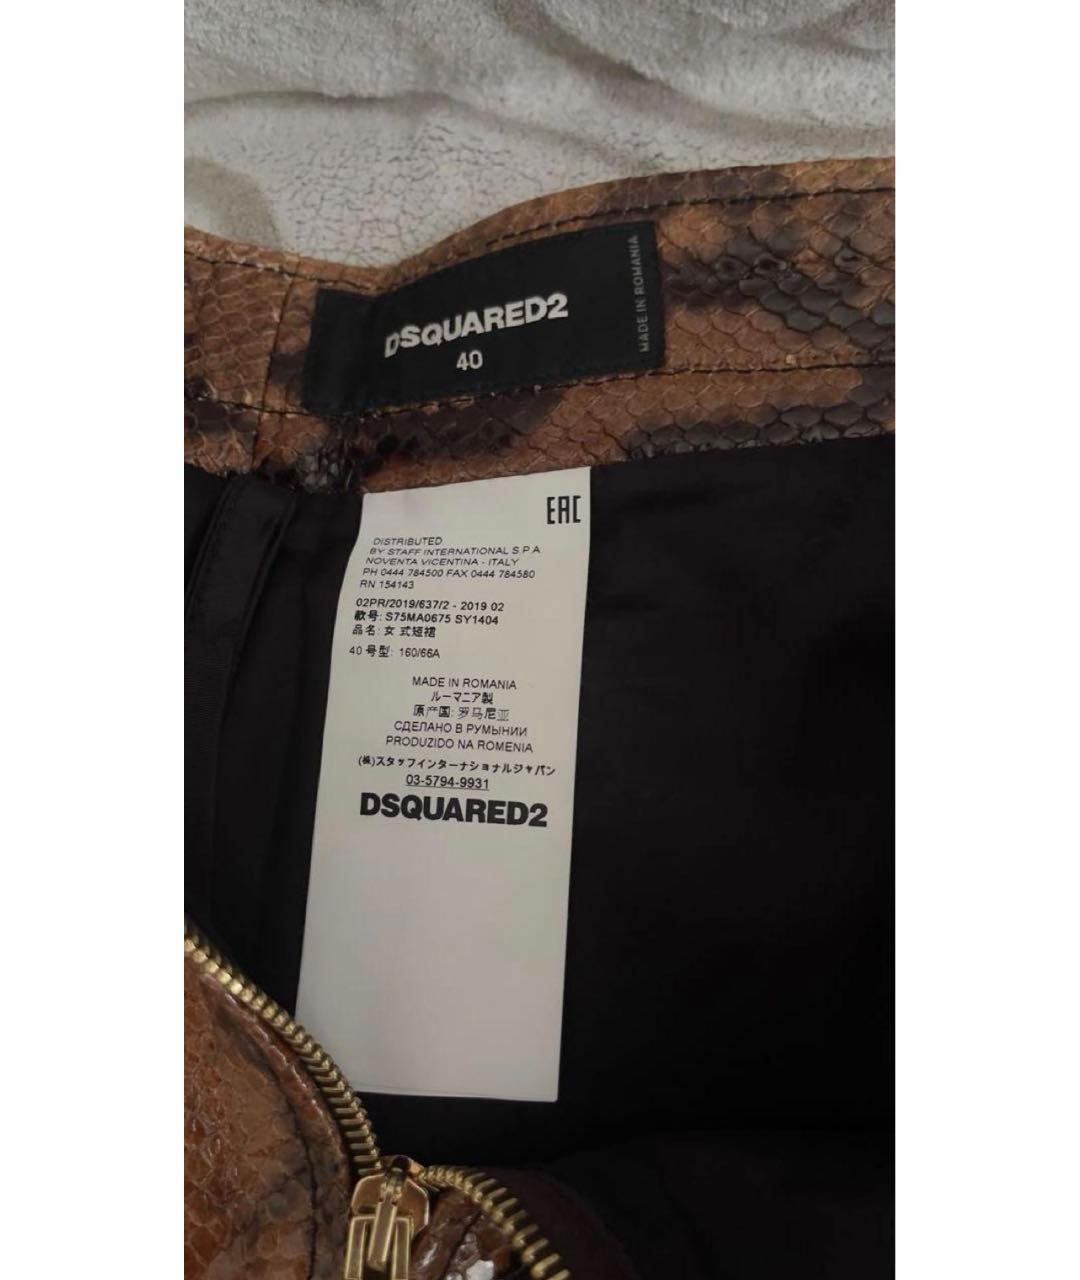 DSQUARED2
40
MADE IN ROMANIA
EAC
DISTRIBUTED
BY STAFF INTERNATIONAL S.P.A
NOVENTA VICENTINA - ITALY
PH 0444 784500 FAX 0444 784580
RN 154143
02PR/2019/637/2 - 2019 02
款号: S75MA0675 SY1404
品名: 女 式短裙
40 号型: 160/66A
MADE IN ROMANIA
ルーマニア製
原产国: 罗马尼亚
СДЕЛАНО В РУМЫНИИ
PRODUZIDO NA ROMENIA
(株)スタッフインターナショナルジャパン
03-5794-9931
DSQUARED2